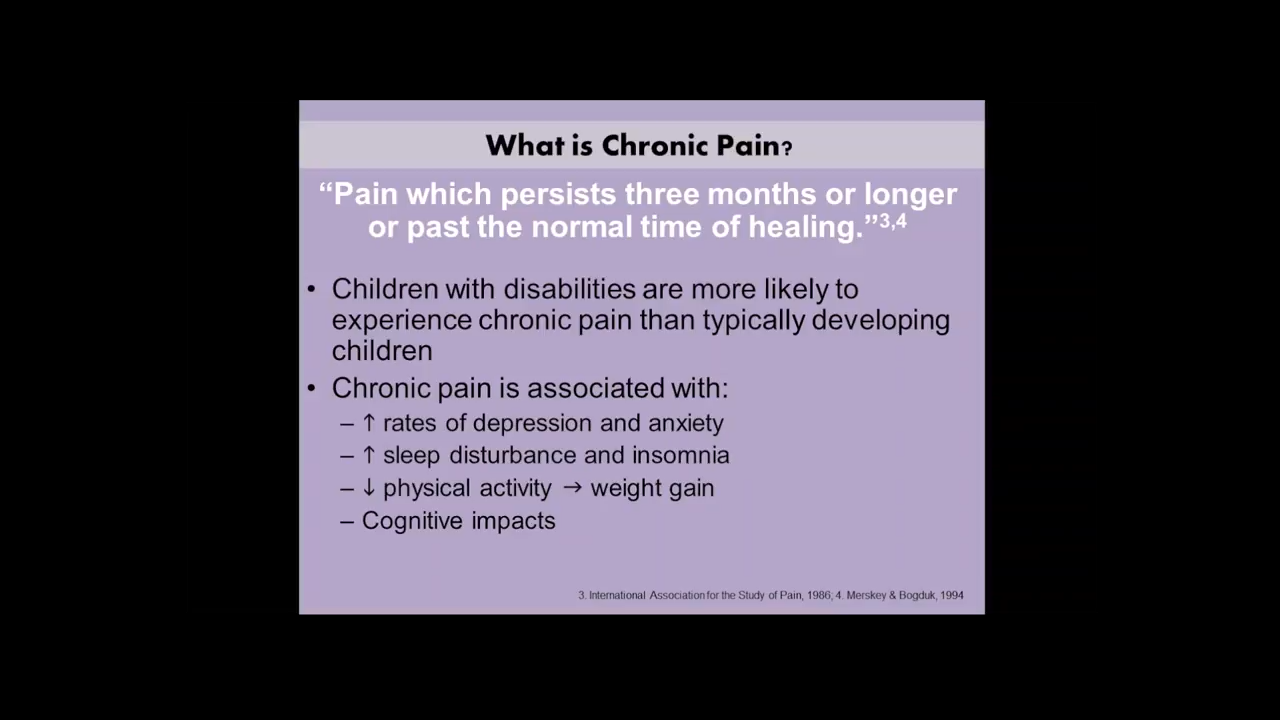 What is Chronic Pain?
“Pain which persists three months or longer
or past the normal time of healing.”3,4
• Children with disabilities are more likely to
experience chronic pain than typically developing
children
• Chronic pain is associated with:
– ↑ rates of depression and anxiety
– ↑ sleep disturbance and insomnia
– ↓ physical activity → weight gain
– Cognitive impacts
3. International Association for the Study of Pain, 1986, 4. Merskey & Bogduk, 1994